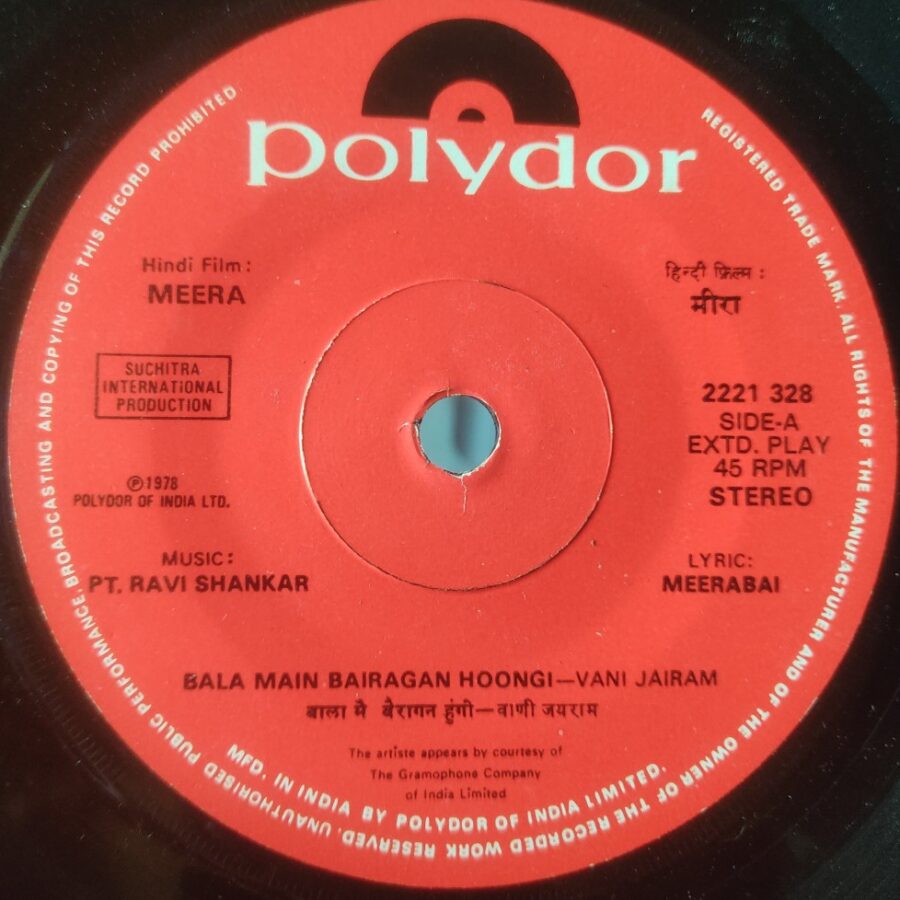 polydor
Hindi Film:
MEERA
हिन्दी फ़िल्म :
मीरा
SUCHITRA
INTERNATIONAL
PRODUCTION
2221 328
SIDE-A
EXTD. PLAY
45 RPM
STEREO
℗1978
POLYDOR OF INDIA LTD.
MUSIC:
PT. RAVI SHANKAR
LYRIC:
MEERABAI
BALA MAIN BAIRAGAN HOONGI—VANI JAIRAM
बाला मै बैरागन हुंगी—वाणी जयराम
The artiste appears by courtesy of
The Gramophone Company
of India Limited
MFD. IN INDIA BY POLYDOR OF INDIA LIMITED.
REGISTERED TRADE MARK. ALL RIGHTS OF THE MANUFACTURER AND OF THE OWNER OF THE RECORDED WORK RESERVED. UNAUTHORISED PUBLIC PERFORMANCE, BROADCASTING AND COPYING OF THIS RECORD PROHIBITED